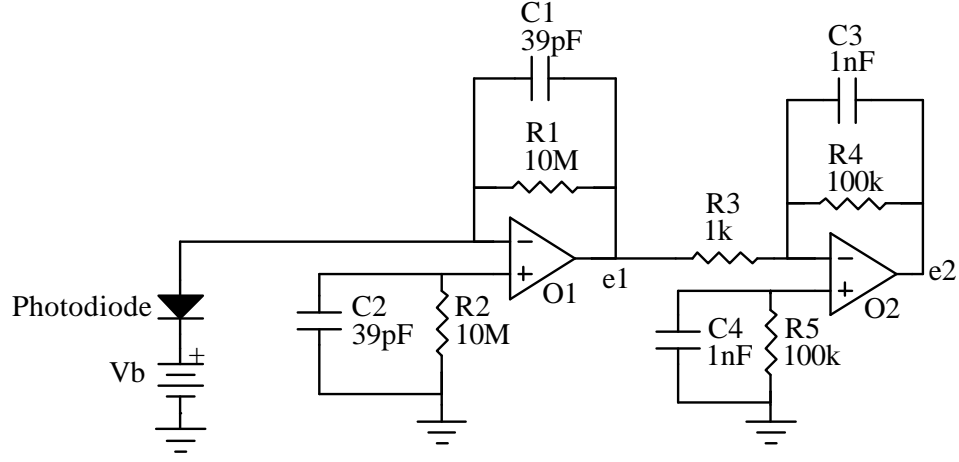 C1
39pF
R1
10M
−
+
O1
e1
C2
39pF
R2
10M
Photodiode
+
Vb
R3
1k
C3
1nF
R4
100k
−
+
O2
e2
C4
1nF
R5
100k